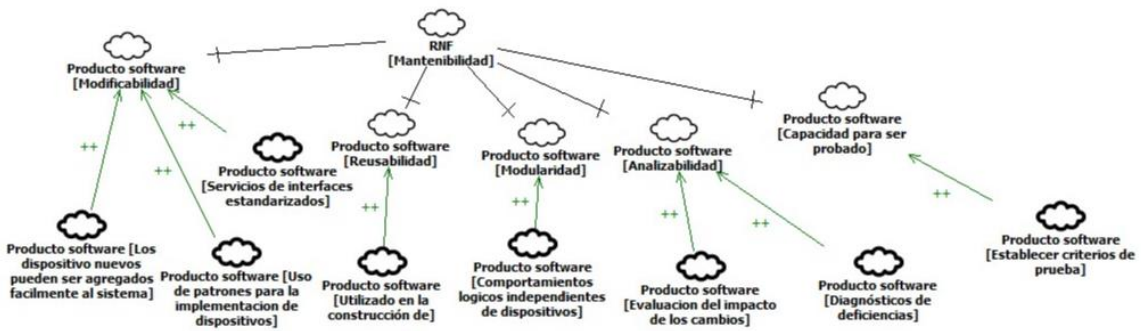 RNF
[Mantenibilidad]
Producto software
[Modificabilidad]
Producto software
[Reusabilidad]
Producto software
[Modularidad]
Producto software
[Analizabilidad]
Producto software
[Capacidad para ser
probado]
++
++
++
++
++
++
++
++
Producto software
[Servicios de interfaces
estandarizados]
Producto software [Los
dispositivo nuevos
pueden ser agregados
facilmente al sistema]
Producto software [Uso
de patrones para la
implementacion de
dispositivos]
Producto software
[Utilizado en la
construcción de]
Producto software
[Comportamientos
logicos independientes
de dispositivos]
Producto software
[Evaluacion del impacto
de los cambios]
Producto software
[Diagnósticos de
deficiencias]
Producto software
[Establecer criterios de
prueba]